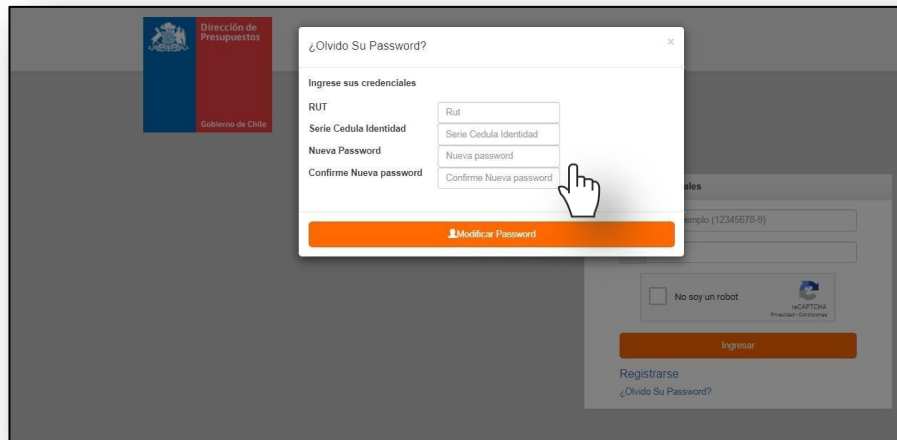 Dirección de
Presupuestos
Gobierno de Chile
¿Olvido Su Password?
×
Ingrese sus credenciales
RUT
Rut
Serie Cedula Identidad
Serie Cedula Identidad
Nueva Password
Nueva password
Confirme Nueva password
Confirme Nueva password
Modificar Password
ales
emplo (12345678-9)
No soy un robot
reCAPTCHA
Privacidad - Condiciones
Ingresar
Registrarse
¿Olvido Su Password?